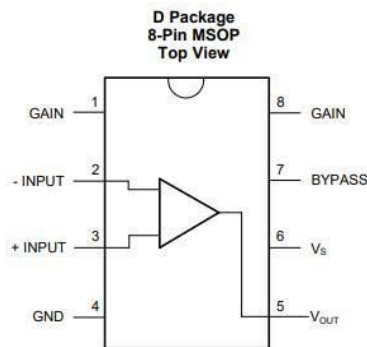 D Package
8-Pin MSOP
Top View
GAIN 1
8 GAIN
- INPUT 2
7 BYPASS
+ INPUT 3
6 VS
GND 4
5 VOUT